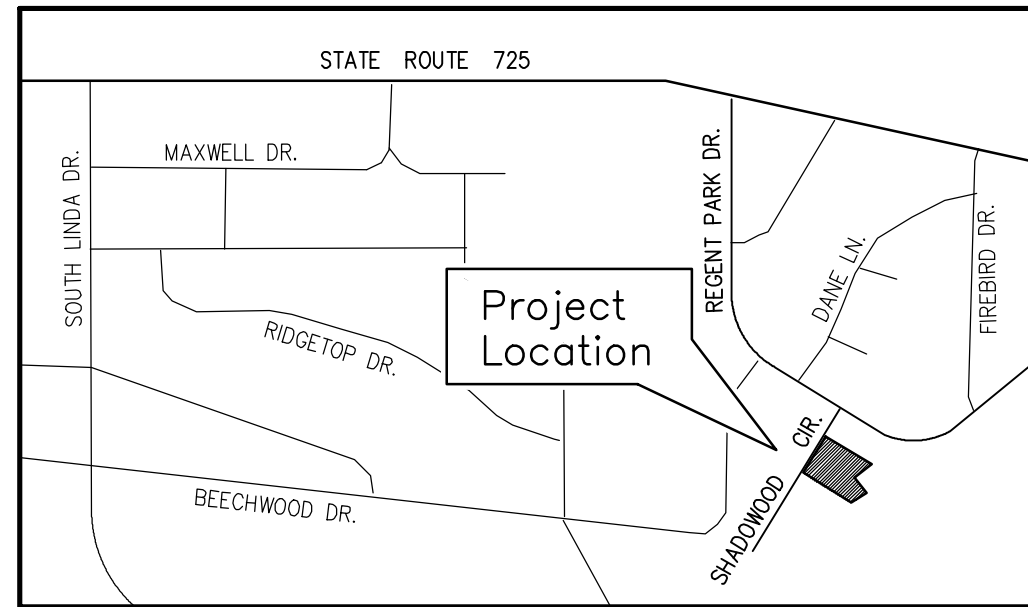 STATE ROUTE 725
MAXWELL DR.
SOUTH LINDA DR.
REGENT PARK DR.
DANE LN.
FIREBIRD DR.
Project
Location
RIDGETOP DR.
SHADOWOOD CIR.
BEECHWOOD DR.